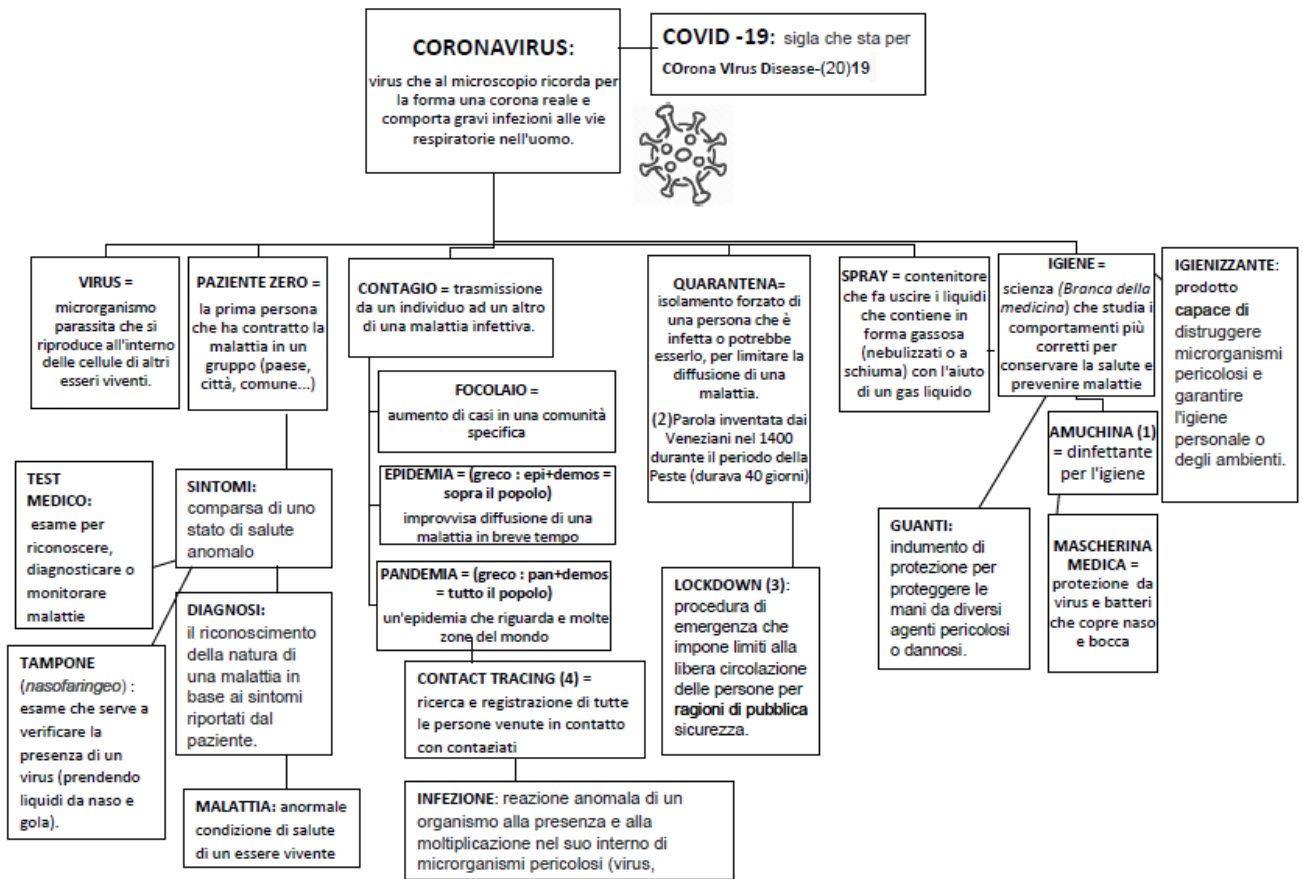 CORONAVIRUS:
virus che al microscopio ricorda per
la forma una corona reale e
comporta gravi infezioni alle vie
respiratorie nell'uomo.
COVID -19: sigla che sta per
COrona VIrus Disease-(20)19
VIRUS =
microrganismo
parassita che si
riproduce all'interno
delle cellule di altri
esseri viventi.
PAZIENTE ZERO =
la prima persona
che ha contratto la
malattia in un
gruppo (paese,
città, comune...)
CONTAGIO = trasmissione
da un individuo ad un altro
di una malattia infettiva.
QUARANTENA=
isolamento forzato di
una persona che è
infetta o potrebbe
esserlo, per limitare la
diffusione di una
malattia.
(2)Parola inventata dai
Veneziani nel 1400
durante il periodo della
Peste (durava 40 giorni)
SPRAY = contenitore
che fa uscire i liquidi
che contiene in
forma gassosa
(nebulizzati o a
schiuma) con l'aiuto
di un gas liquido
IGIENE =
scienza (Branca della
medicina) che studia i
comportamenti più
corretti per
conservare la salute e
prevenire malattie
IGIENIZZANTE:
prodotto
capace di
distruggere
microrganismi
pericolosi e
garantire
l'igiene
personale o
degli ambienti.
FOCOLAIO =
aumento di casi in una comunità
specifica
EPIDEMIA = (greco : epi+demos =
sopra il popolo)
improvvisa diffusione di una
malattia in breve tempo
PANDEMIA = (greco : pan+demos
= tutto il popolo)
un'epidemia che riguarda e molte
zone del mondo
AMUCHINA (1)
= dinfettante
per l'igiene
TEST
MEDICO:
esame per
riconoscere,
diagnosticare o
monitorare
malattie
SINTOMI:
comparsa di uno
stato di salute
anomalo
GUANTI:
indumento di
protezione per
proteggere le
mani da diversi
agenti pericolosi
o dannosi.
MASCHERINA
MEDICA =
protezione da
virus e batteri
che copre naso
e bocca
LOCKDOWN (3):
procedura di
emergenza che
impone limiti alla
libera circolazione
delle persone per
ragioni di pubblica
sicurezza.
DIAGNOSI:
il riconoscimento
della natura di
una malattia in
base ai sintomi
riportati dal
paziente.
TAMPONE
(nasofaringeo) :
esame che serve a
verificare la
presenza di un
virus (prendendo
liquidi da naso e
gola).
CONTACT TRACING (4) =
ricerca e registrazione di tutte
le persone venute in contatto
con contagiati
MALATTIA: anormale
condizione di salute
di un essere vivente
INFEZIONE: reazione anomala di un
organismo alla presenza e alla
moltiplicazione nel suo interno di
microrganismi pericolosi (virus,